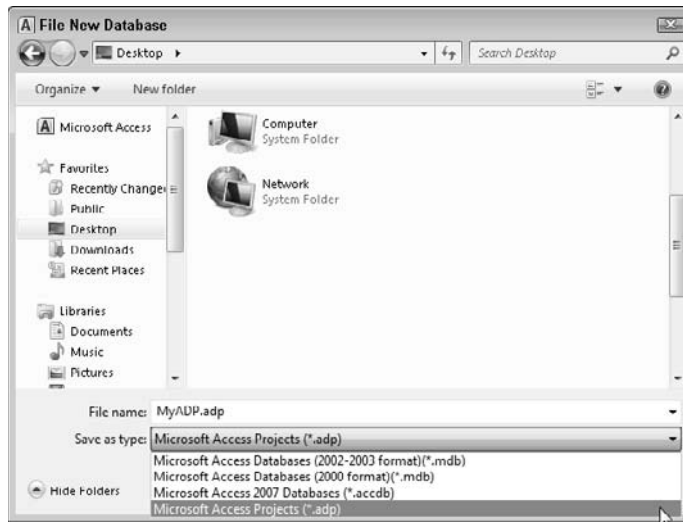 File New Database
Desktop
Search Desktop
Organize
New folder
Microsoft Access
Favorites
Recently Change
Public
Desktop
Downloads
Recent Places
Libraries
Documents
Music
Pictures
Computer
System Folder
Network
System Folder
File name: MyADP.adp
Save as type: Microsoft Access Projects (*.adp)
Microsoft Access Databases (2002-2003 format)(*.mdb)
Microsoft Access Databases (2000 format)(*.mdb)
Microsoft Access 2007 Databases (*.accdb)
Microsoft Access Projects (*.adp)
Hide Folders